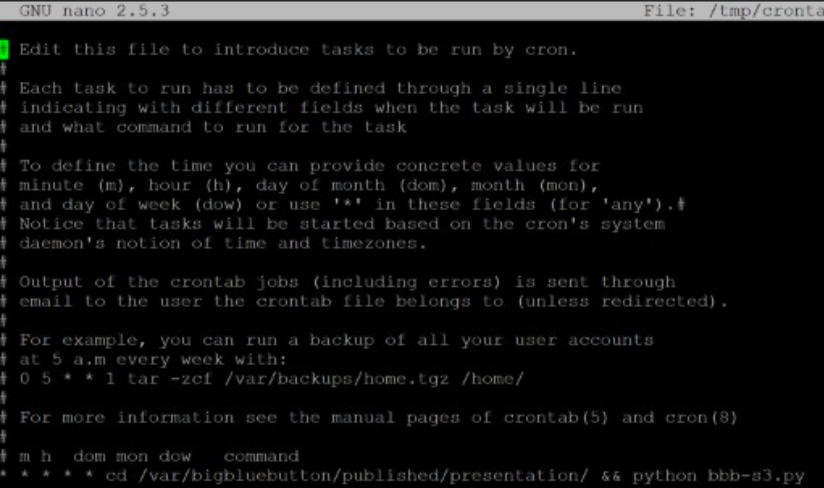 GNU nano 2.5.3 File: /tmp/cronta
# Edit this file to introduce tasks to be run by cron.
#
# Each task to run has to be defined through a single line
# indicating with different fields when the task will be run
# and what command to run for the task
#
# To define the time you can provide concrete values for
# minute (m), hour (h), day of month (dom), month (mon),
# and day of week (dow) or use '*' in these fields (for 'any').#
# Notice that tasks will be started based on the cron's system
# daemon's notion of time and timezones.
#
# Output of the crontab jobs (including errors) is sent through
# email to the user the crontab file belongs to (unless redirected).
#
# For example, you can run a backup of all your user accounts
# at 5 a.m every week with:
# 0 5 * * 1 tar -zcf /var/backups/home.tgz /home/
#
# For more information see the manual pages of crontab(5) and cron(8)
#
# m h  dom mon dow   command
* * * * * cd /var/bigbluebutton/published/presentation/ && python bbb-s3.py